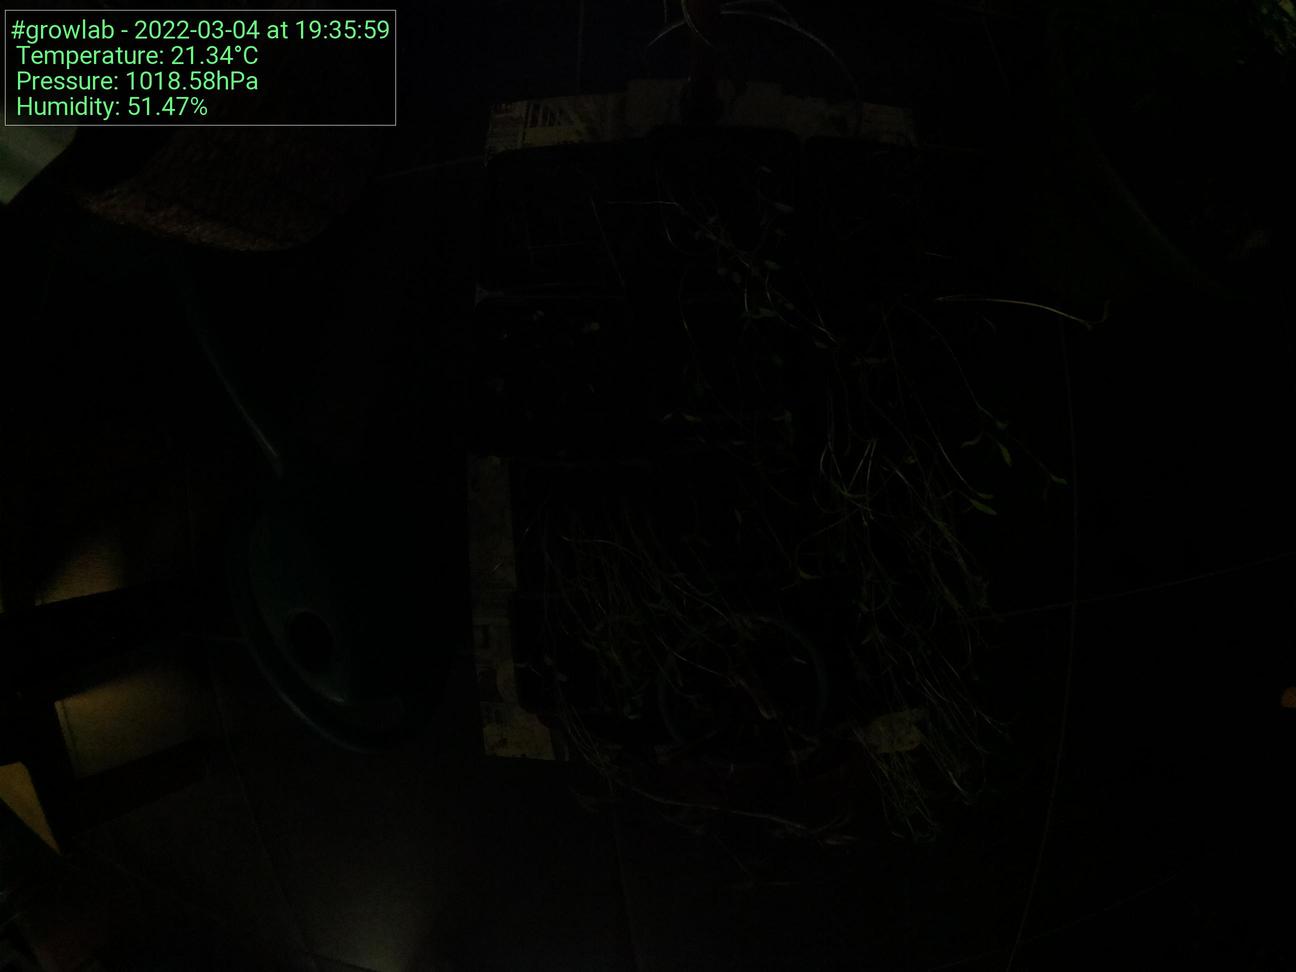 #growlab - 2022-03-04 at 19:35:59
Temperature: 21.34°C
Pressure: 1018.58hPa
Humidity: 51.47%